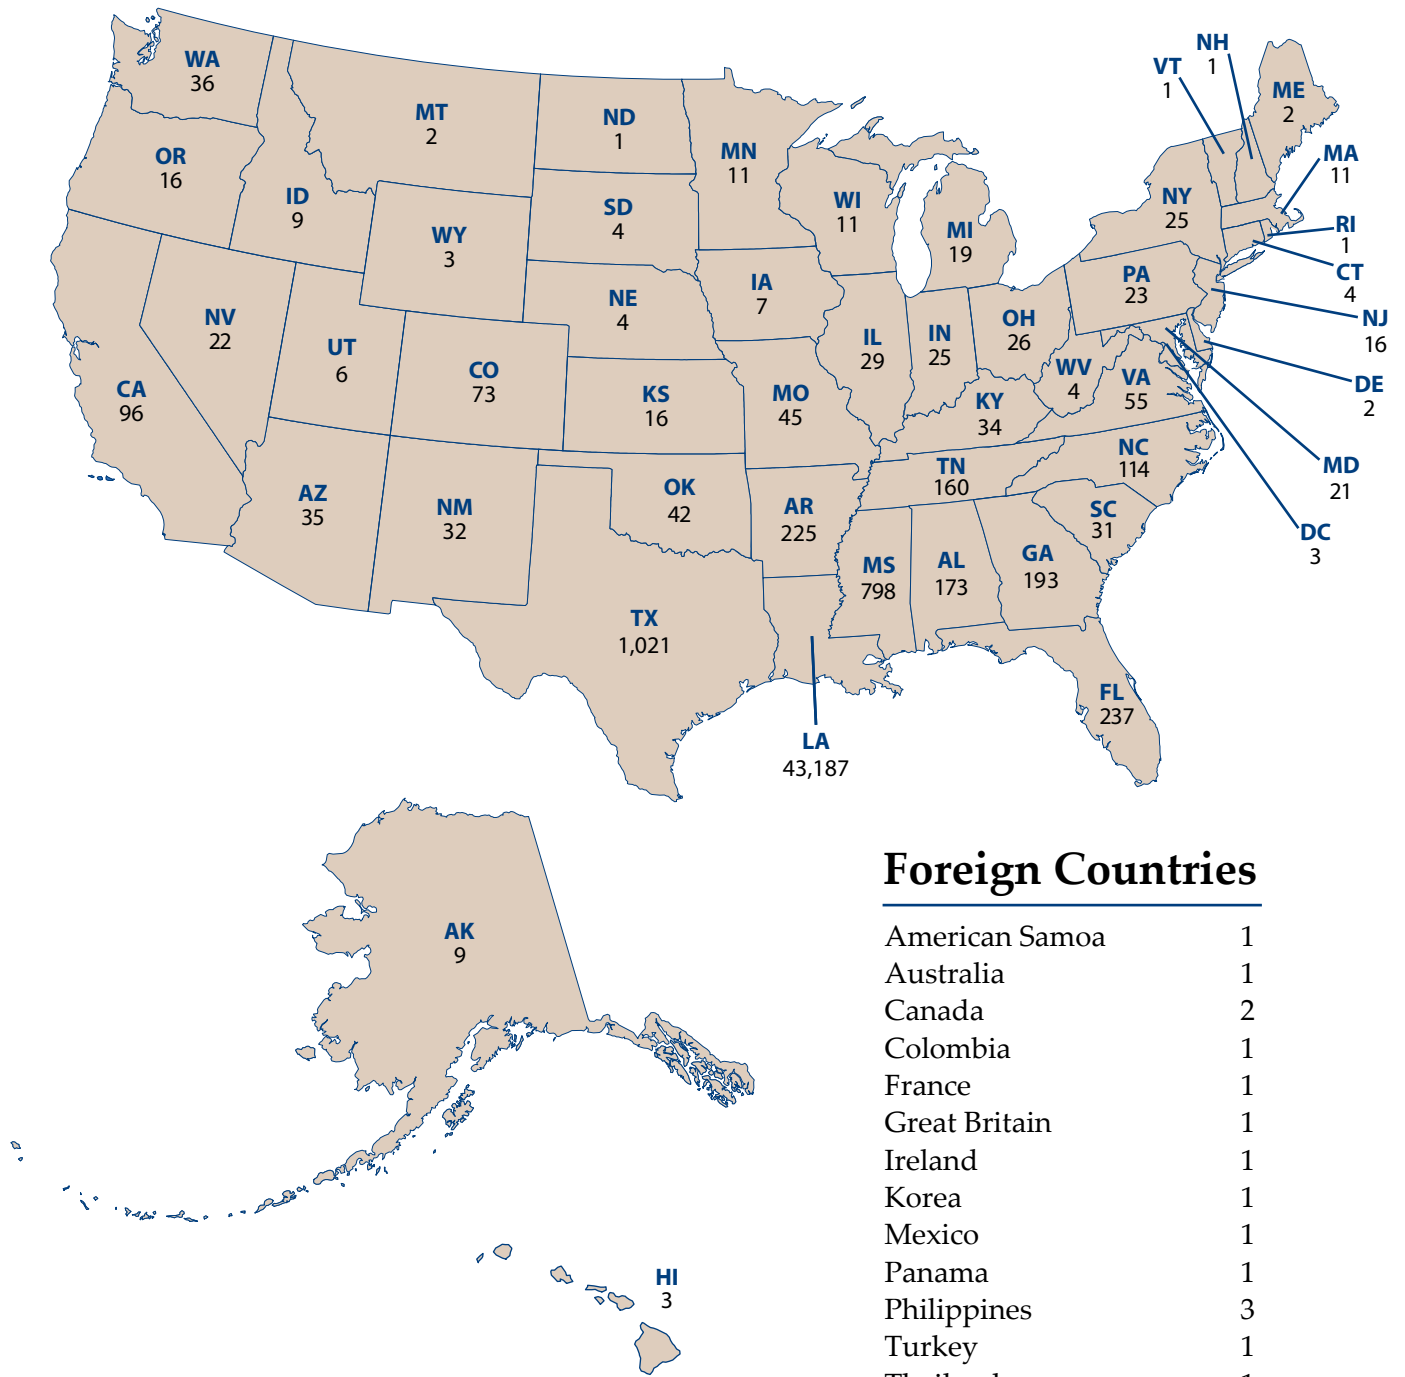 NH
1
VT
1
ME
2
WA
36
MT
2
ND
1
MN
11
OR
16
MA
11
ID
9
WI
11
NY
25
SD
4
MI
19
RI
1
WY
3
CT
4
PA
23
IA
7
NE
4
NV
22
NJ
16
OH
26
IN
25
IL
29
UT
6
CO
73
WV
4
VA
55
DE
2
CA
96
KS
16
MO
45
KY
34
NC
114
TN
160
MD
21
AZ
35
NM
32
OK
42
AR
225
SC
31
DC
3
MS
798
AL
173
GA
193
TX
1,021
FL
237
LA
43,187
AK
9
HI
3
Foreign Countries
American Samoa 1
Australia 1
Canada 2
Colombia 1
France 1
Great Britain 1
Ireland 1
Korea 1
Mexico 1
Panama 1
Philippines 3
Turkey 1
Thailand 1